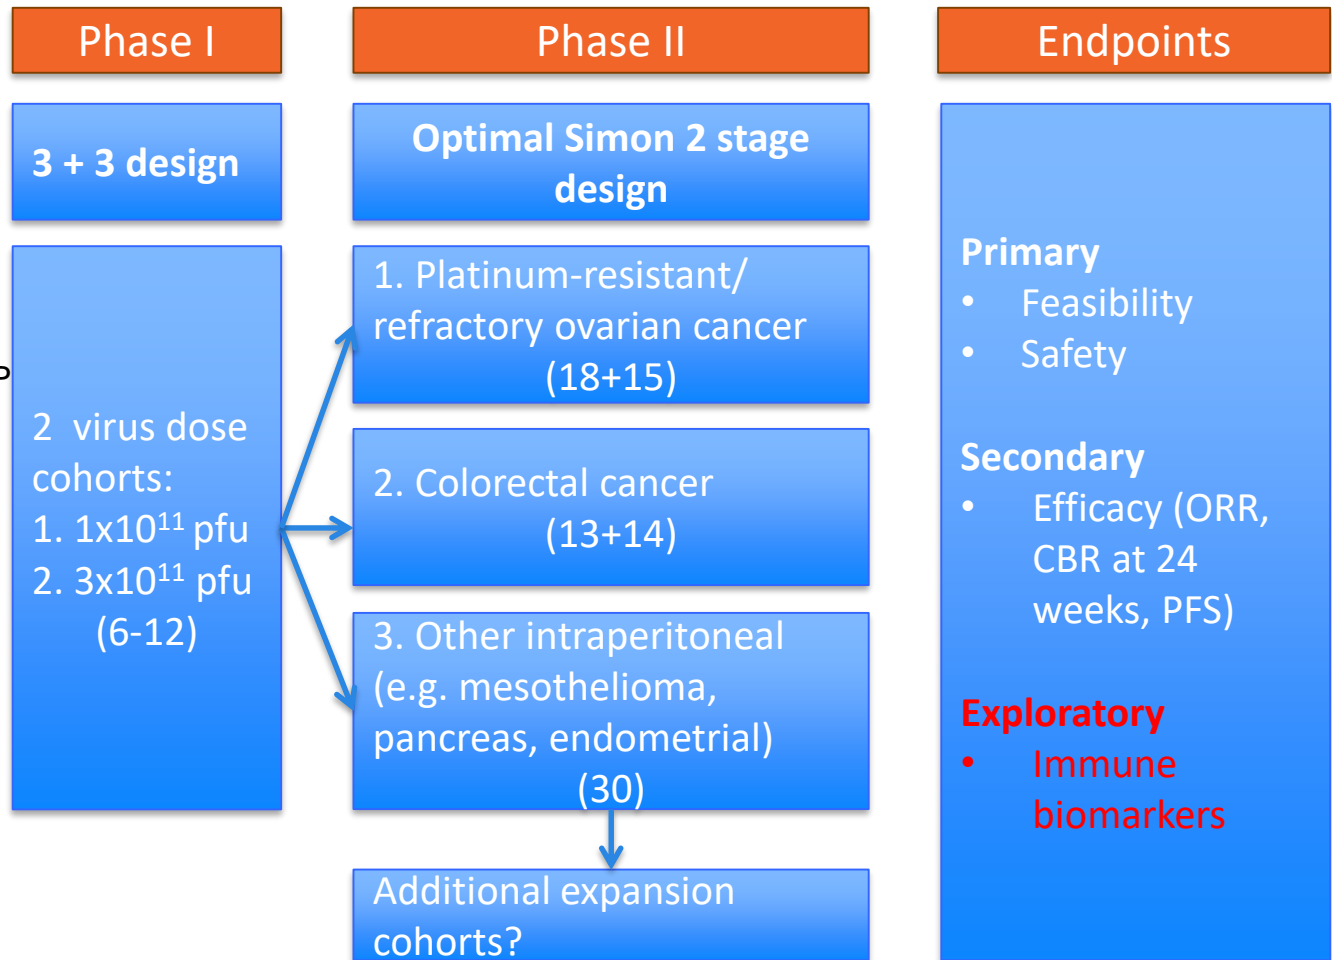 Phase I
Phase II
Endpoints
3 + 3 design
Optimal Simon 2 stage
design
P
2 virus dose
cohorts:
1. 1x10¹¹ pfu
2. 3x10¹¹ pfu
(6-12)
1. Platinum-resistant/
refractory ovarian cancer
(18+15)
2. Colorectal cancer
(13+14)
3. Other intraperitoneal
(e.g. mesothelioma,
pancreas, endometrial)
(30)
Additional expansion
cohorts?
Primary
• Feasibility
• Safety
Secondary
• Efficacy (ORR,
CBR at 24
weeks, PFS)
Exploratory
• Immune
biomarkers